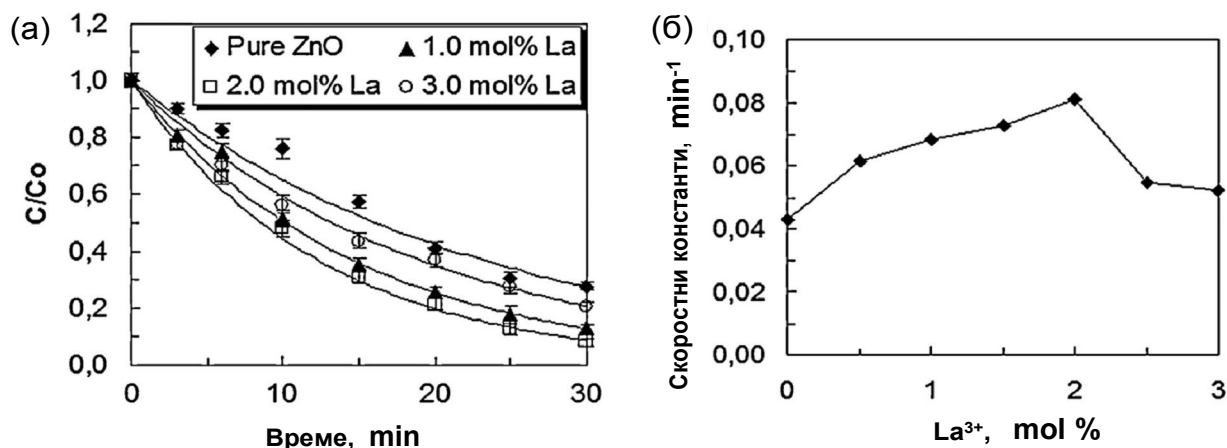 (а)
C/Co
1,2
1,0
0,8
0,6
0,4
0,2
0,0
Pure ZnO 1.0 mol% La
2.0 mol% La 3.0 mol% La
0 10 20 30
Време, min
(б)
Скоростни константи, min⁻¹
0,10
0,08
0,06
0,04
0,02
0,00
0 1 2 3
La³⁺, mol %